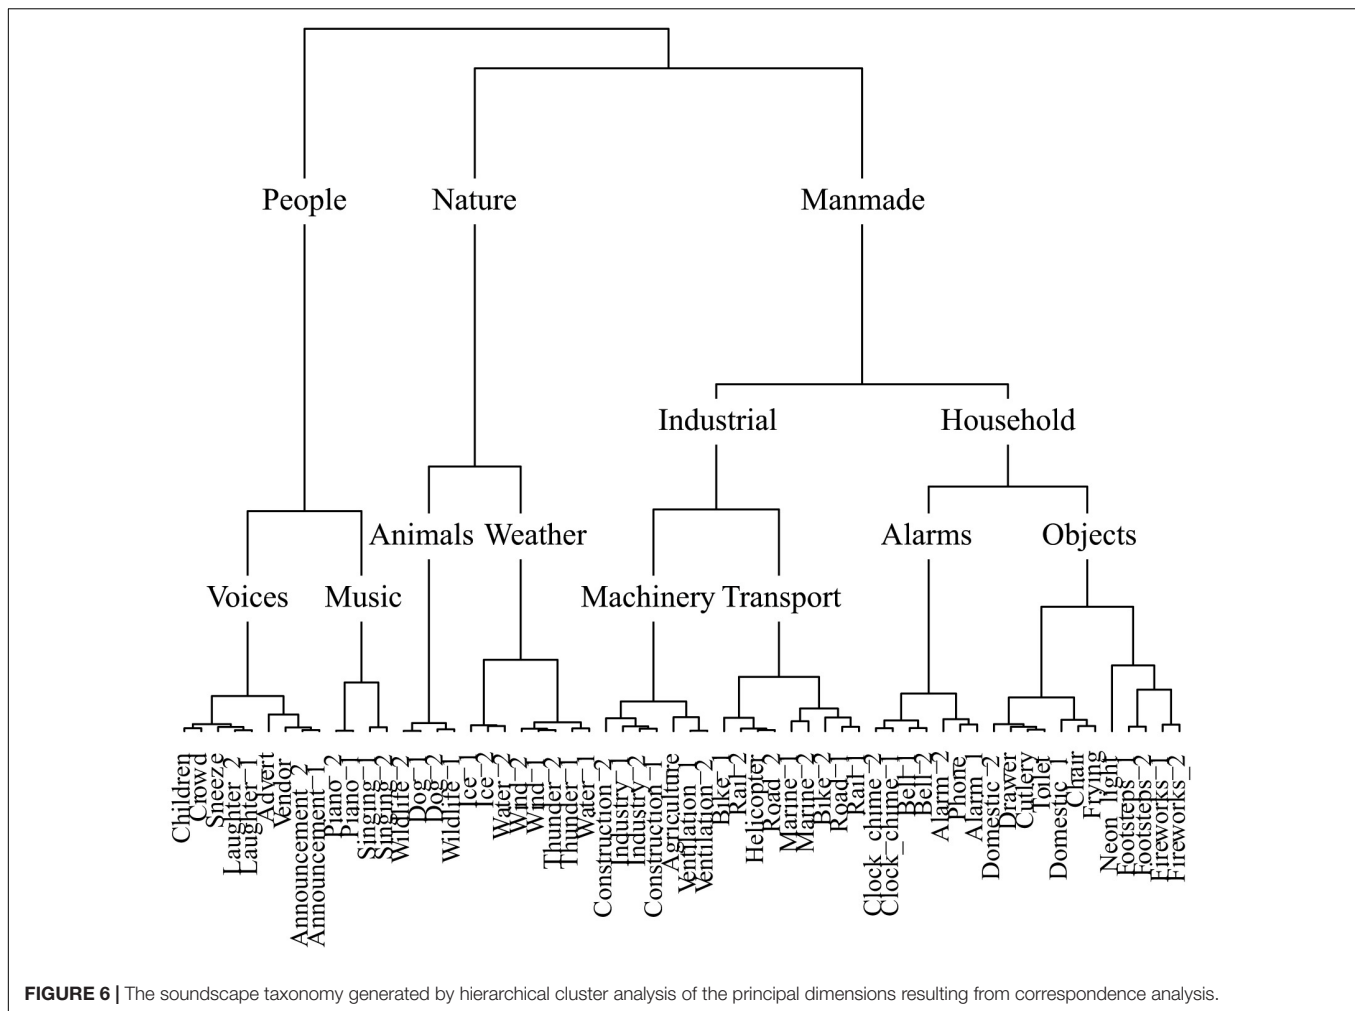 People Nature Manmade
Industrial Household
Animals Weather Alarms Objects
Voices Music Machinery Transport
Children
Crowd
Sneeze
Laughter_2
Laughter_1
Advert
Vendor
Announcement_2
Announcement_1
Piano_2
Piano_1
Singing_1
Singing_2
Wildlife_2
Dog_1
Dog_2
Wildlife_1
Ice_1
Ice_2
Water_2
Wind_2
Wind_1
Thunder_2
Thunder_1
Water_1
Construction_2
Industry_1
Industry_2
Construction_1
Agriculture
Ventilation_1
Ventilation_2
Bike_1
Rail_2
Helicopter
Road_2
Marine_1
Marine_2
Bike_2
Road_1
Rail_1
Clock_chime_2
Clock_chime_1
Bell_1
Bell_2
Alarm_2
Phone
Alarm_1
Domestic_2
Drawer
Cutlery
Toilet
Domestic_1
Chair
Frying
Neon_light
Footsteps_1
Footsteps_2
Fireworks_1
Fireworks_2
FIGURE 6 | The soundscape taxonomy generated by hierarchical cluster analysis of the principal dimensions resulting from correspondence analysis.